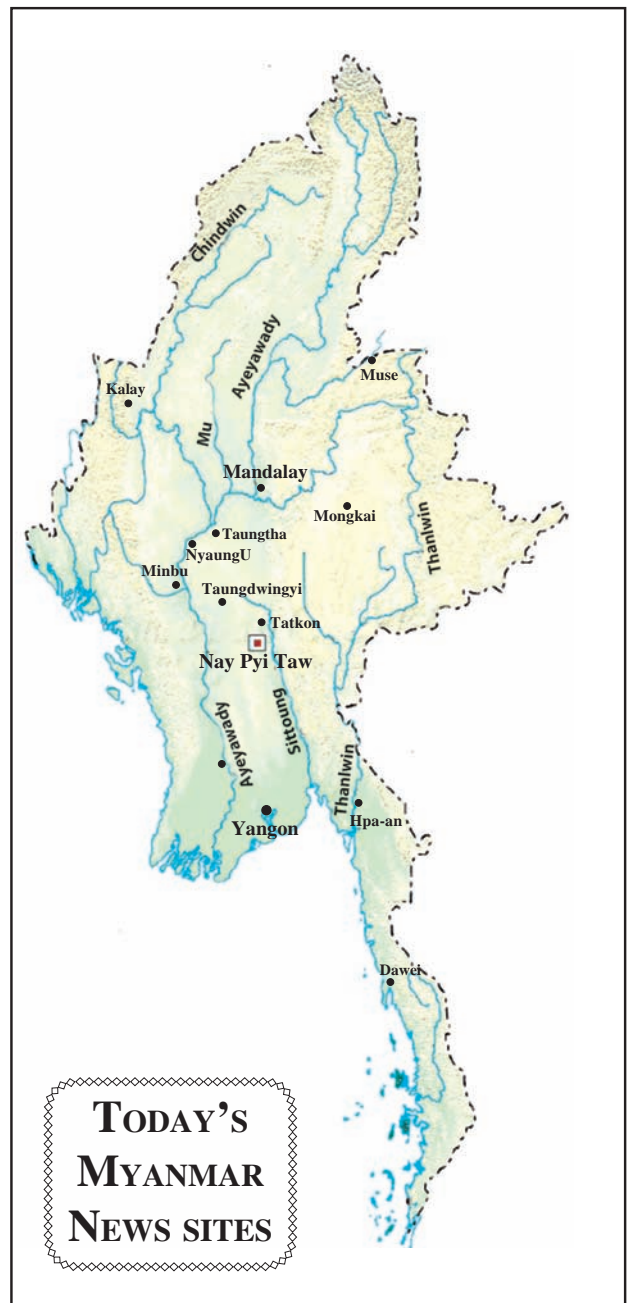 Chindwin
Ayeyawady
Muse
Kalay
Mu
Mandalay
Mongkai
Thanlwin
Taungtha
NyaungU
Minbu
Taungdwingyi
Tatkon
Nay Pyi Taw
Sittoung
Ayeyawady
Thanlwin
Yangon
Hpa-an
Dawei
TODAY'S
MYANMAR
NEWS SITES